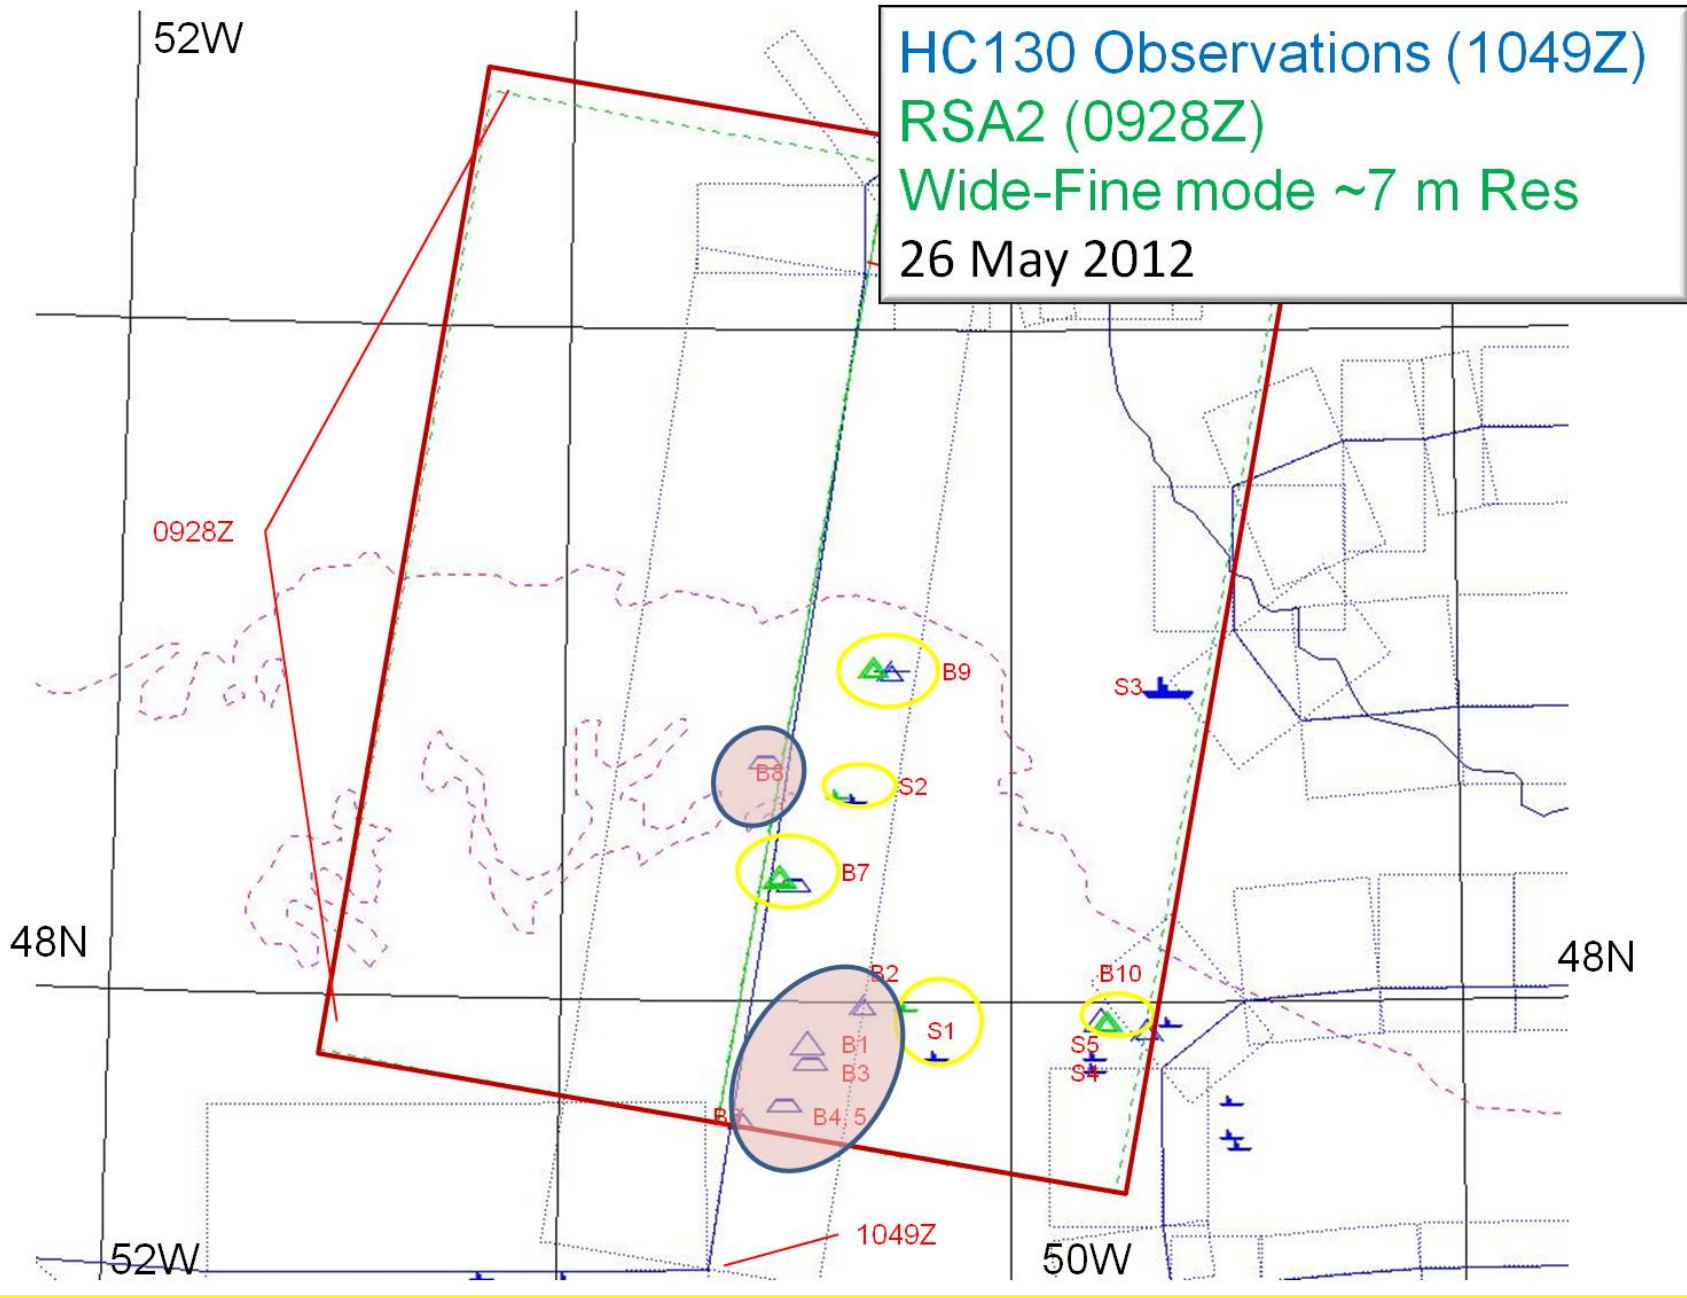 52W
HC130 Observations (1049Z)
RSA2 (0928Z)
Wide-Fine mode ~7 m Res
26 May 2012
0928Z
B9
S3
B8
S2
B7
48N
48N
B2
B10
S1
B1
S5
B3
S4
B4, 5
52W
1049Z
50W